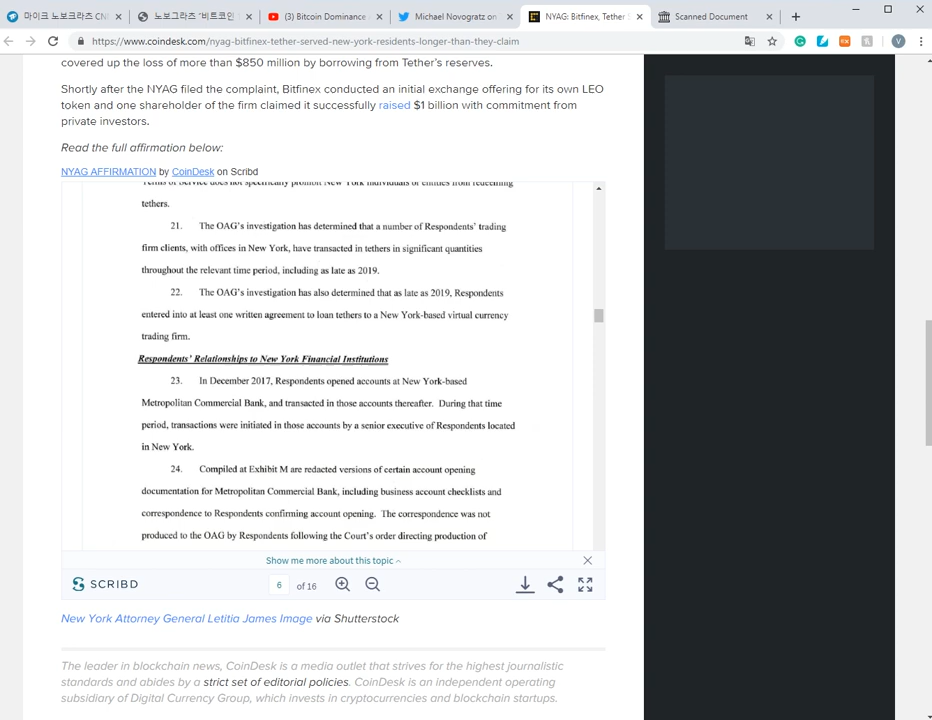 마이크 노보크라츠 CNB
노보그라츠 "비트코인
(3) Bitcoin Dominance
Michael Novogratz on
NYAG: Bitfinex, Tether S
Scanned Document
https://www.coindesk.com/nyag-bitfinex-tether-served-new-york-residents-longer-than-they-claim
covered up the loss of more than $850 million by borrowing from Tether's reserves.
Shortly after the NYAG filed the complaint, Bitfinex conducted an initial exchange offering for its own LEO
token and one shareholder of the firm claimed it successfully raised $1 billion with commitment from
private investors.
Read the full affirmation below:
NYAG AFFIRMATION by CoinDesk on Scribd
Terms of Service does not specifically prohibit New York individuals or entities from redeeming
tethers.
21. The OAG's investigation has determined that a number of Respondents' trading
firm clients, with offices in New York, have transacted in tethers in significant quantities
throughout the relevant time period, including as late as 2019.
22. The OAG's investigation has also determined that as late as 2019, Respondents
entered into at least one written agreement to loan tethers to a New York-based virtual currency
trading firm.
Respondents' Relationships to New York Financial Institutions
23. In December 2017, Respondents opened accounts at New York-based
Metropolitan Commercial Bank, and transacted in those accounts thereafter. During that time
period, transactions were initiated in those accounts by a senior executive of Respondents located
in New York.
24. Compiled at Exhibit M are redacted versions of certain account opening
documentation for Metropolitan Commercial Bank, including business account checklists and
correspondence to Respondents confirming account opening. The correspondence was not
produced to the OAG by Respondents following the Court's order directing production of
Show me more about this topic
SCRIBD
6 of 16
New York Attorney General Letitia James Image via Shutterstock
The leader in blockchain news, CoinDesk is a media outlet that strives for the highest journalistic
standards and abides by a strict set of editorial policies. CoinDesk is an independent operating
subsidiary of Digital Currency Group, which invests in cryptocurrencies and blockchain startups.